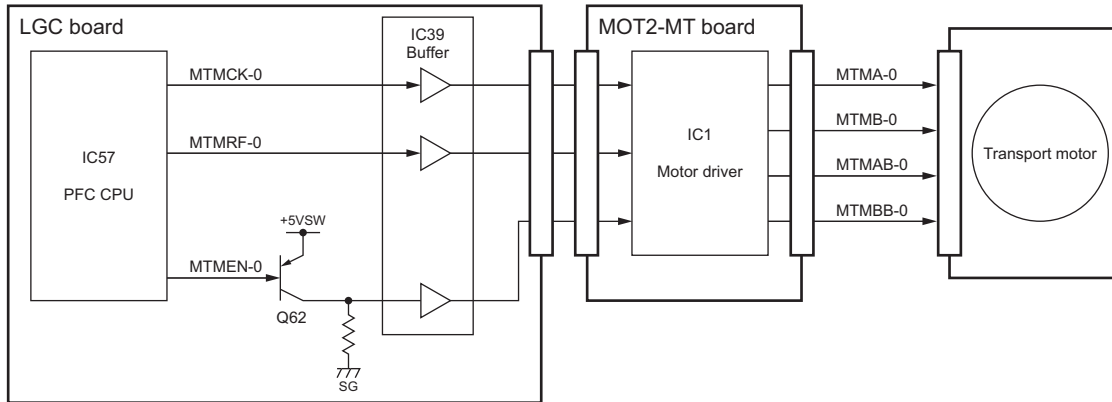 LGC board
IC39
Buffer
MOT2-MT board
MTMCK-0
MTMA-0
MTMB-0
IC57
PFC CPU
MTMRF-0
IC1
Motor driver
Transport motor
MTMAB-0
MTMBB-0
+5VSW
MTMEN-0
Q62
SG